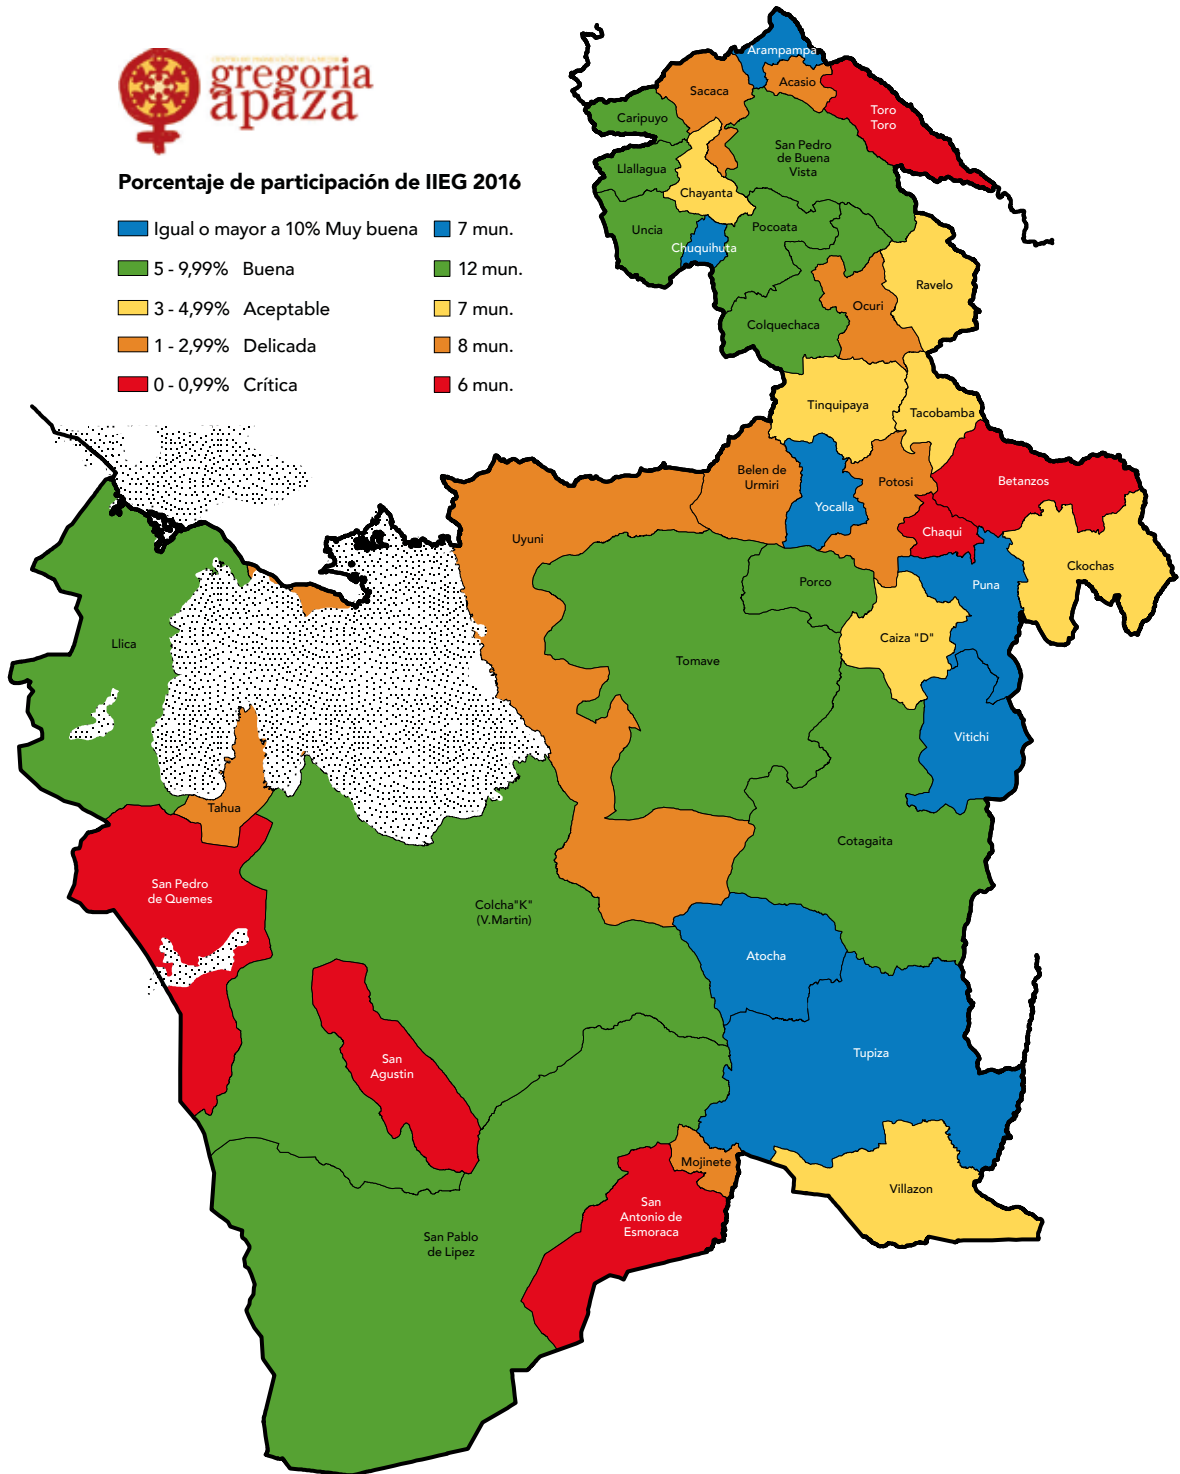 gregoria
apaza
Porcentaje de participación de IIEG 2016
Igual o mayor a 10% Muy buena 7 mun.
5 - 9,99% Buena 12 mun.
3 - 4,99% Aceptable 7 mun.
1 - 2,99% Delicada 8 mun.
0 - 0,99% Crítica 6 mun.
Arampampa
Acasio
Sacaca
Toro
Toro
Caripuyo
San Pedro
de Buena
Vista
Llallagua
Chayanta
Uncia
Pocoata
Chuquihuta
Ravelo
Ocuri
Colquechaca
Tinquipaya
Tacobamba
Belen de
Urmiri
Potosi
Betanzos
Yocalla
Chaqui
Uyuni
Ckochas
Porco
Puna
Caiza "D"
Llica
Tomave
Vitichi
Tahua
Cotagaita
San Pedro
de Quemes
Colcha"K"
(V.Martin)
Atocha
Tupiza
San
Agustin
Mojinete
Villazon
San
Antonio de
Esmoraca
San Pablo
de Lipez